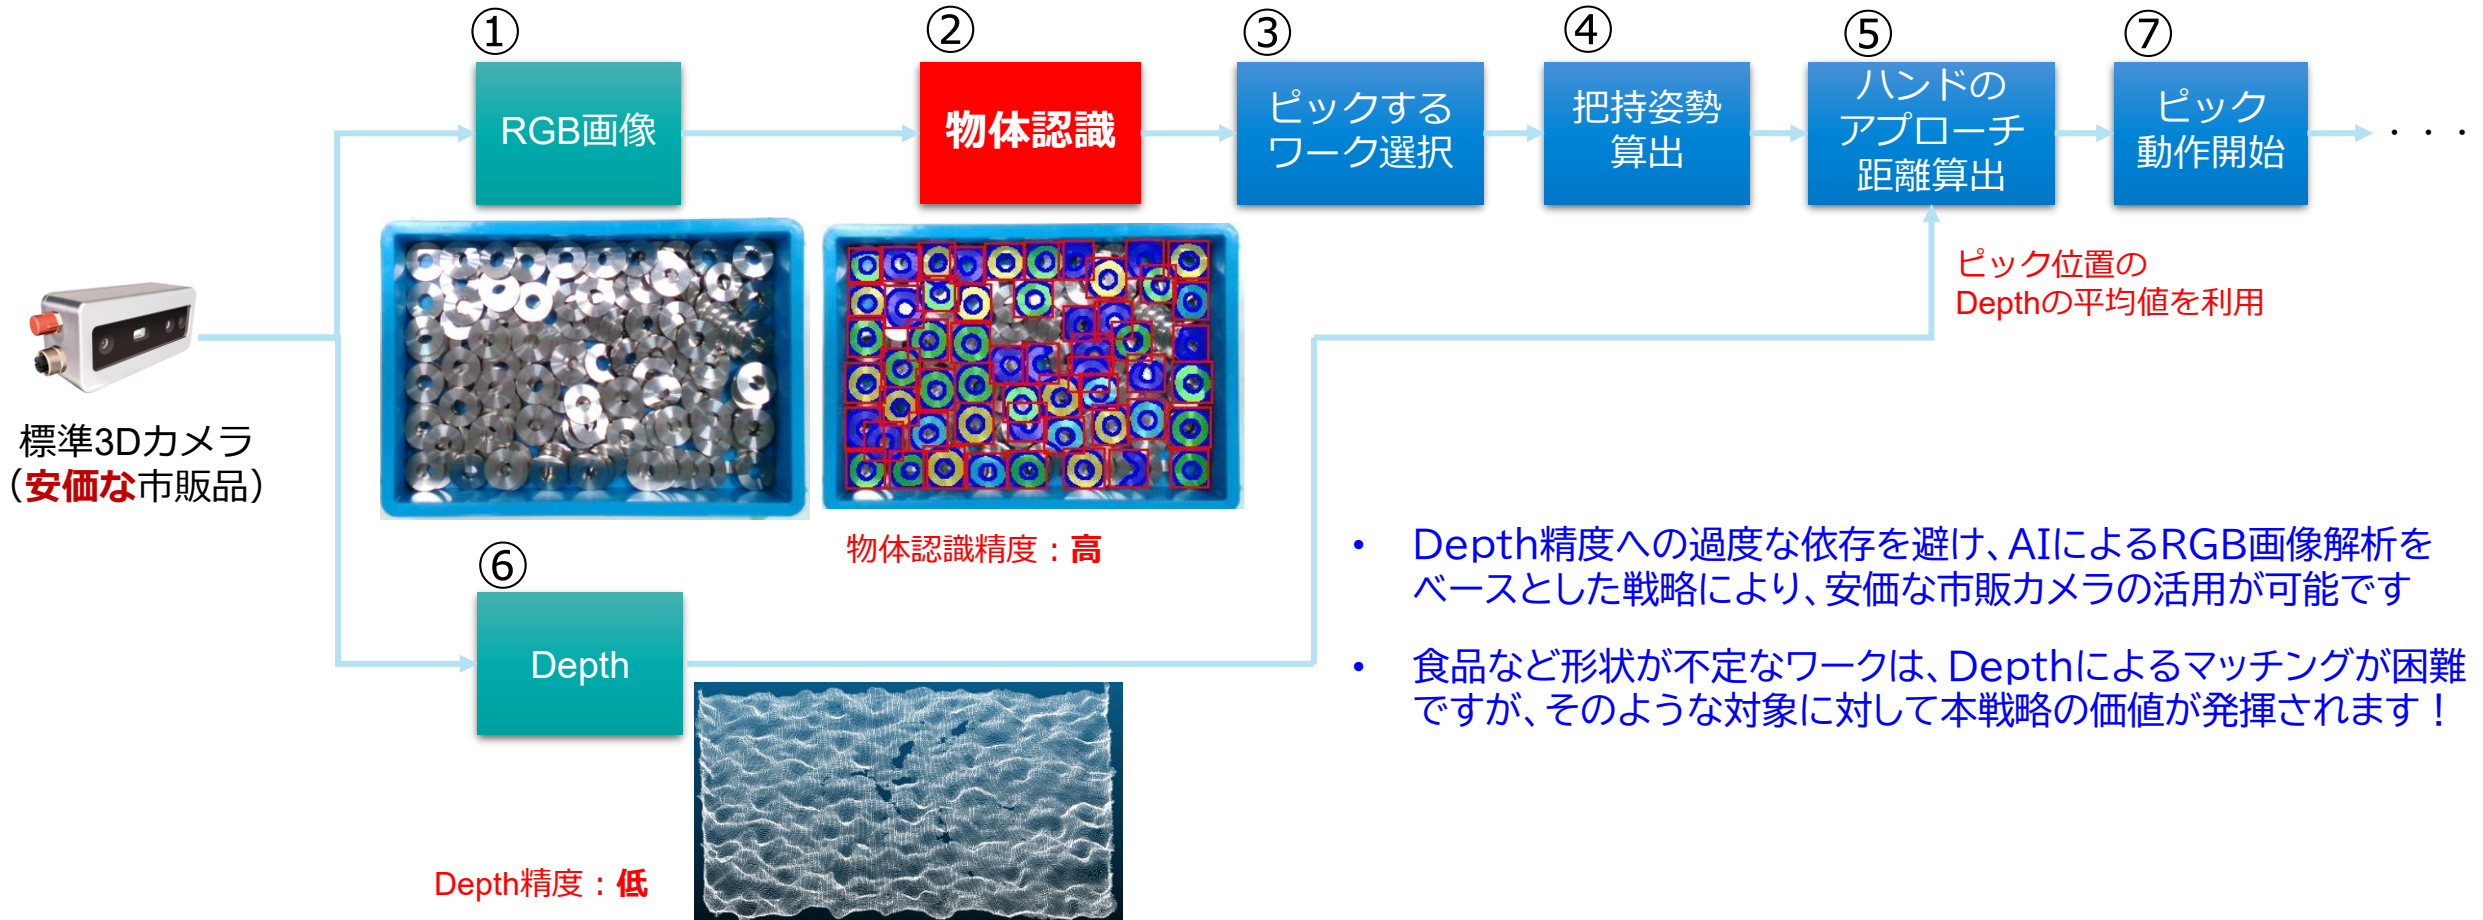 ①
RGB画像
②
物体認識
③
ピックする
ワーク選択
④
把持姿勢
算出
⑤
ハンドの
アプローチ
距離算出
⑦
ピック
動作開始
・・・
ピック位置の
Depthの平均値を利用
標準3Dカメラ
（安価な市販品）
物体認識精度：高
⑥
Depth
Depth精度：低
• Depth精度への過度な依存を避け、AIによるRGB画像解析を
ベースとした戦略により、安価な市販カメラの活用が可能です
• 食品など形状が不定なワークは、Depthによるマッチングが困難
ですが、そのような対象に対して本戦略の価値が発揮されます！